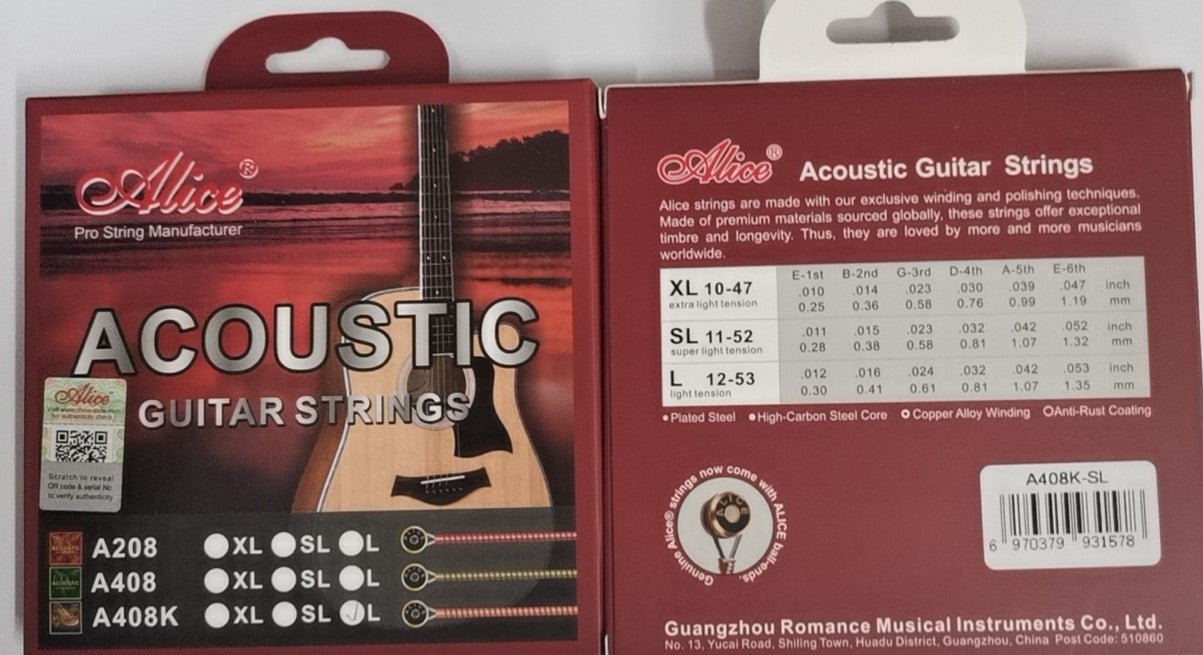 Alice®
Pro String Manufacturer
ACOUSTIC
GUITAR STRINGS
Alice
Visit www.alice-alice.com
for authenticity check
Scratch to reveal
QR code & serial No.
to verify authenticity
A208 XL SL L
A408 XL SL L
A408K XL SL L
Alice® Acoustic Guitar Strings
Alice strings are made with our exclusive winding and polishing techniques.
Made of premium materials sourced globally, these strings offer exceptional
timbre and longevity. Thus, they are loved by more and more musicians
worldwide.
E-1st B-2nd G-3rd D-4th A-5th E-6th
XL 10-47 .010 .014 .023 .030 .039 .047 inch
extra light tension 0.25 0.36 0.58 0.76 0.99 1.19 mm
SL 11-52 .011 .015 .023 .032 .042 .052 inch
super light tension 0.28 0.38 0.58 0.81 1.07 1.32 mm
L 12-53 .012 .016 .024 .032 .042 .053 inch
light tension 0.30 0.41 0.61 0.81 1.07 1.35 mm
Plated Steel High-Carbon Steel Core Copper Alloy Winding Anti-Rust Coating
Genuine Alice® strings now come with ALICE ball-ends.
ALICE
A408K-SL
6 970379 931578
Guangzhou Romance Musical Instruments Co., Ltd.
No. 13, Yucai Road, Shiling Town, Huadu District, Guangzhou, China Post Code: 510860